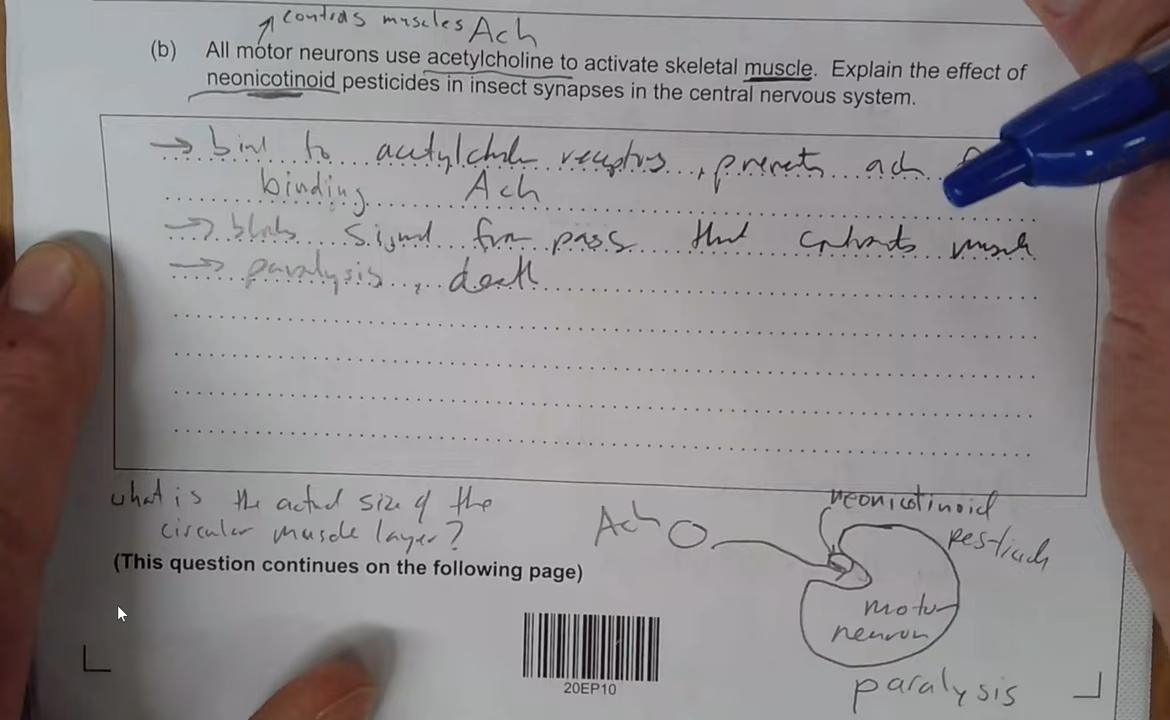 controls muscles Ach
(b) All motor neurons use acetylcholine to activate skeletal muscle. Explain the effect of
neonicotinoid pesticides in insect synapses in the central nervous system.
→ bind to acetylcholine receptors, prevents ach
binding Ach
→ blocks signal from pass that contracts muscle
→ paralysis, death
what is the actual size of the
circular muscle layer?
(This question continues on the following page)
Ach
neonicotinoid
motor
neuron
paralysis
20EP10